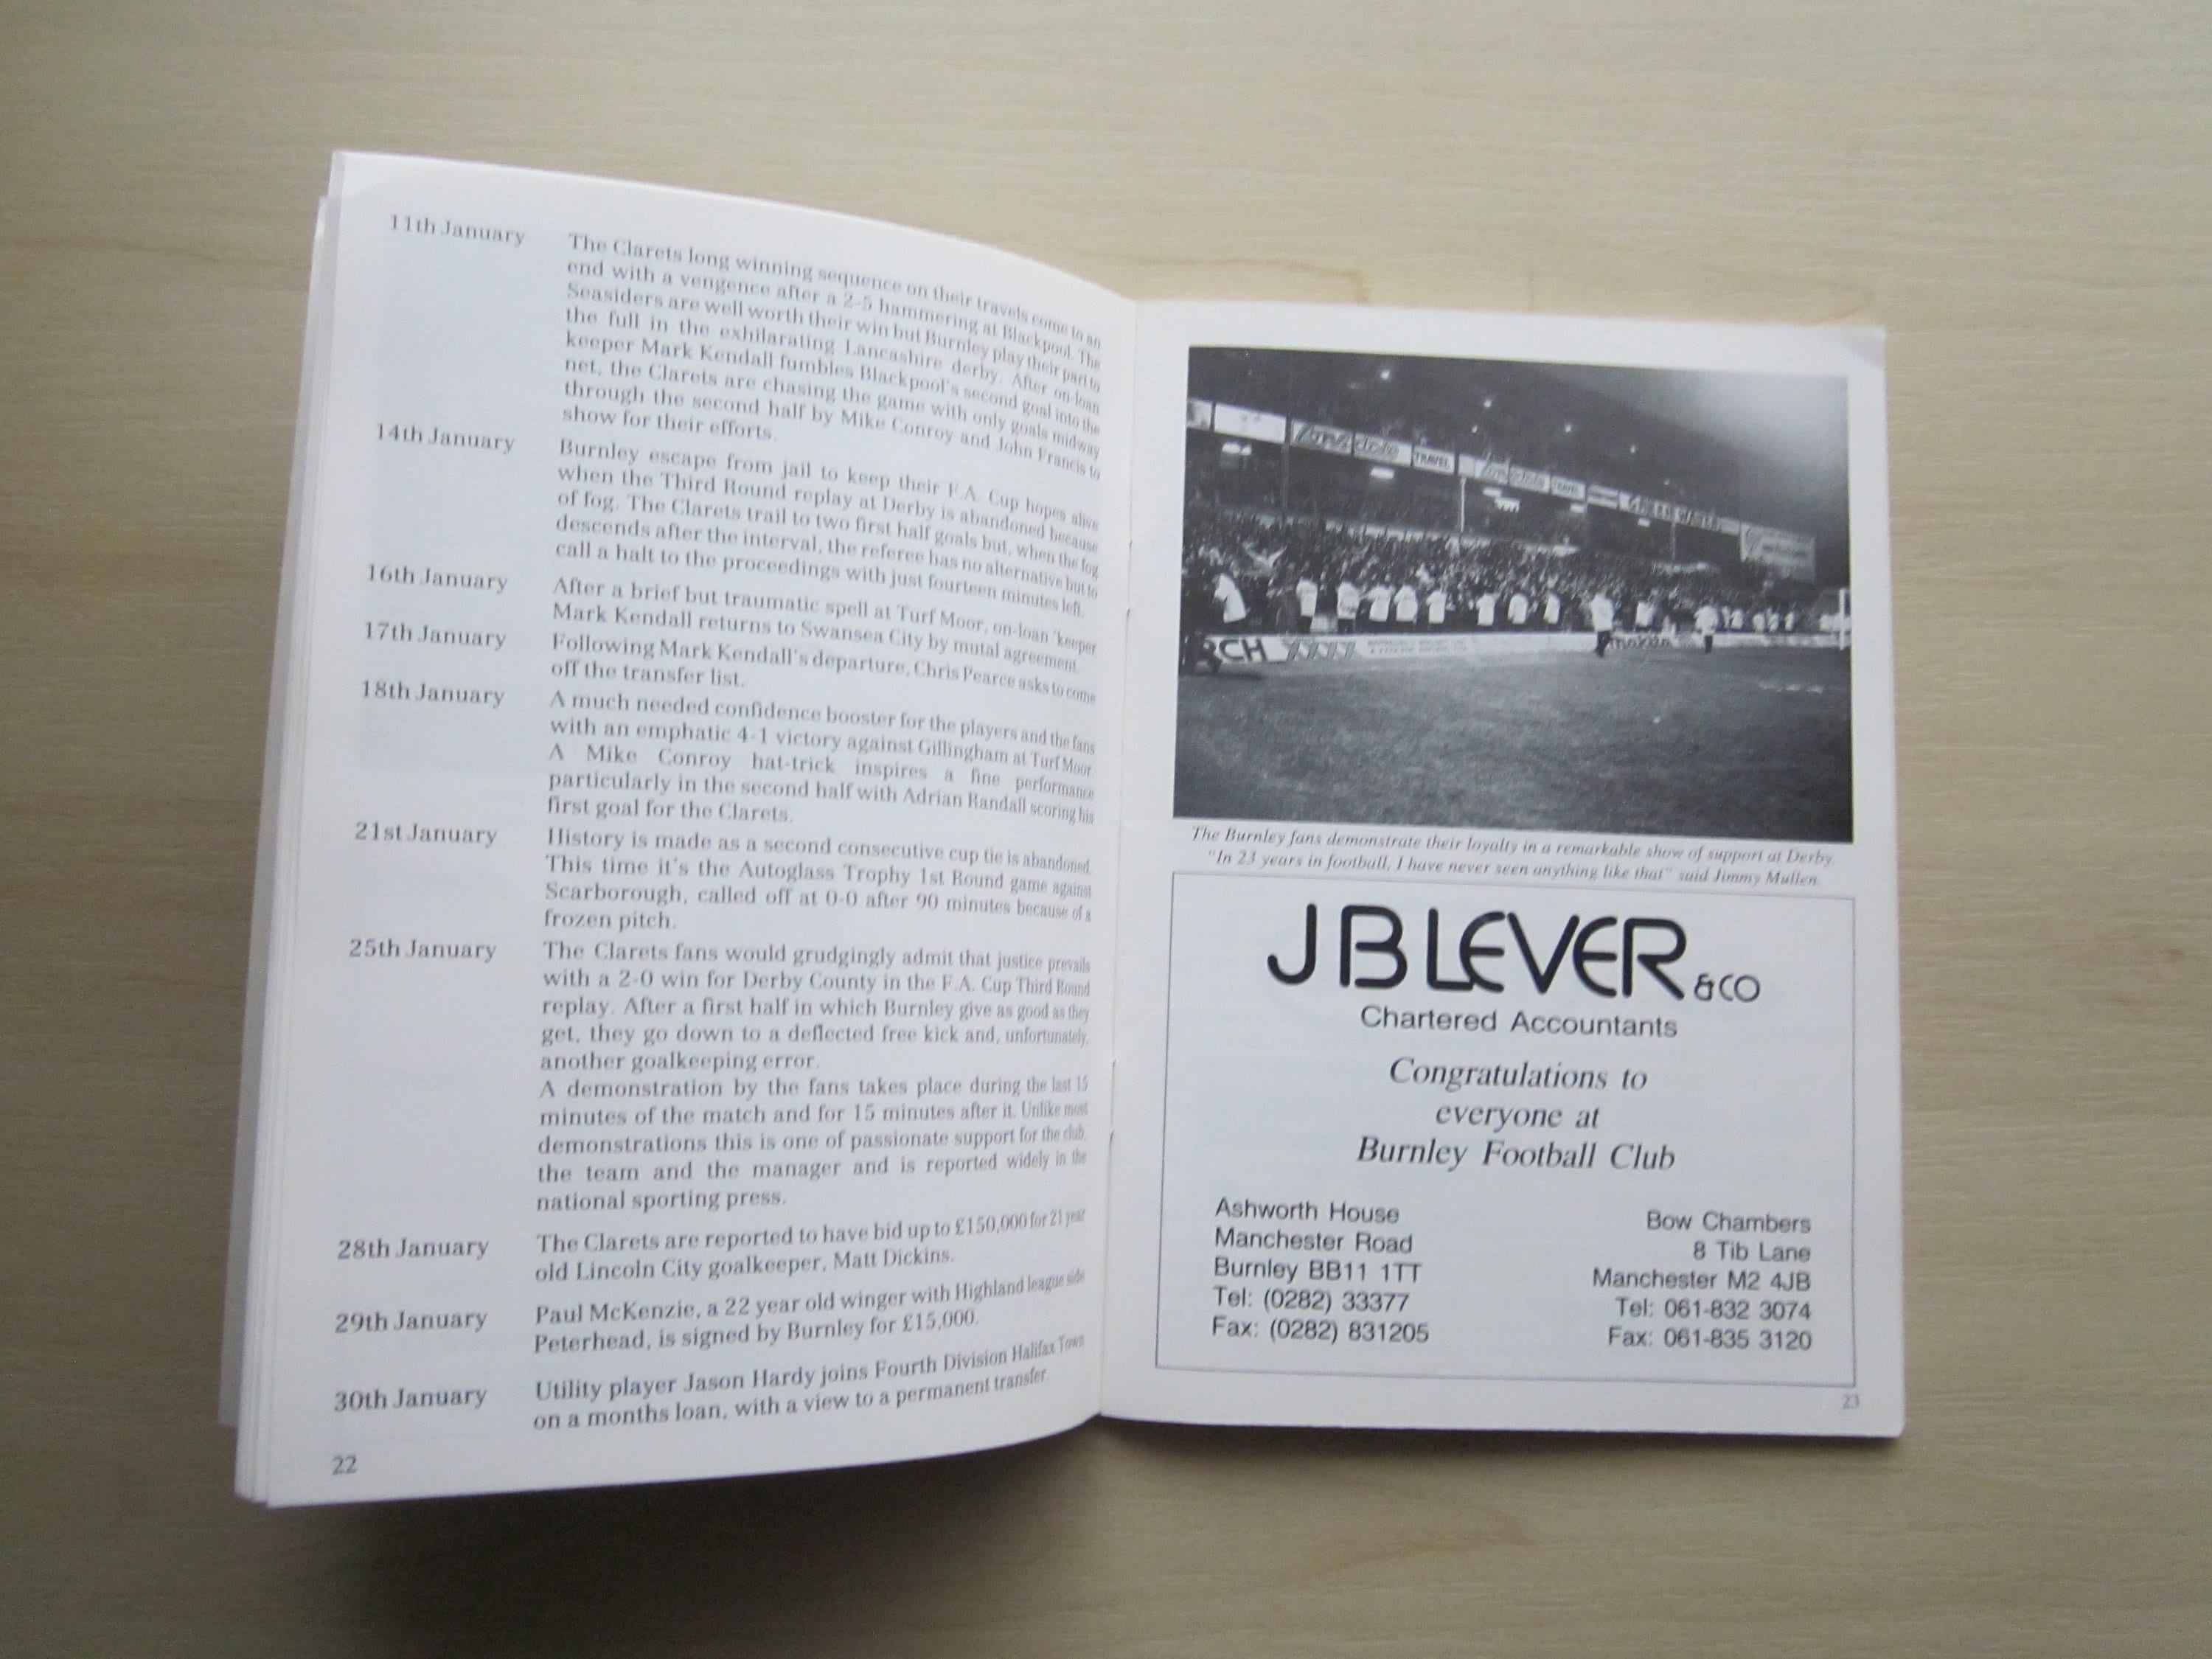 11th January
The Clarets long winning sequence on their travels come to an
end with a vengence after a 2-5 hammering at Blackpool. The
Seasiders are well worth their win but Burnley play their part to
the full in the exhilarating Lancashire derby. After on-loan
keeper Mark Kendall fumbles Blackpool's second goal into the
net, the Clarets are chasing the game with only goals midway
through the second half by Mike Conroy and John Francis to
show for their efforts.
14th January
Burnley escape from jail to keep their F.A. Cup hopes alive
when the Third Round replay at Derby is abandoned because
of fog. The Clarets trail to two first half goals but, when the fog
descends after the interval, the referee has no alternative but to
call a halt to the proceedings with just fourteen minutes left.
16th January
After a brief but traumatic spell at Turf Moor, on-loan 'keeper
Mark Kendall returns to Swansea City by mutal agreement.
17th January
Following Mark Kendall's departure, Chris Pearce asks to come
off the transfer list.
18th January
A much needed confidence booster for the players and the fans
with an emphatic 4-1 victory against Gillingham at Turf Moor.
A Mike Conroy hat-trick inspires a fine performance
particularly in the second half with Adrian Randall scoring his
first goal for the Clarets.
21st January
History is made as a second consecutive cup tie is abandoned.
This time it's the Autoglass Trophy 1st Round game against
Scarborough, called off at 0-0 after 90 minutes because of a
frozen pitch.
25th January
The Clarets fans would grudgingly admit that justice prevails
with a 2-0 win for Derby County in the F.A. Cup Third Round
replay. After a first half in which Burnley give as good as they
get, they go down to a deflected free kick and, unfortunately,
another goalkeeping error.
A demonstration by the fans takes place during the last 15
minutes of the match and for 15 minutes after it. Unlike most
demonstrations this is one of passionate support for the club,
the team and the manager and is reported widely in the
national sporting press.
28th January
The Clarets are reported to have bid up to £150,000 for 21 year
old Lincoln City goalkeeper, Matt Dickins.
29th January
Paul McKenzie, a 22 year old winger with Highland league side
Peterhead, is signed by Burnley for £15,000.
30th January
Utility player Jason Hardy joins Fourth Division Halifax Town
on a months loan, with a view to a permanent transfer.
22
TRAVEL
RCH XXXX
makita
The Burnley fans demonstrate their loyalty in a remarkable show of support at Derby.
"In 23 years in football, I have never seen anything like that" said Jimmy Mullen.
JB LEVER & CO
Chartered Accountants
Congratulations to
everyone at
Burnley Football Club
Ashworth House
Manchester Road
Burnley BB11 1TT
Tel: (0282) 33377
Fax: (0282) 831205
Bow Chambers
8 Tib Lane
Manchester M2 4JB
Tel: 061-832 3074
Fax: 061-835 3120
23